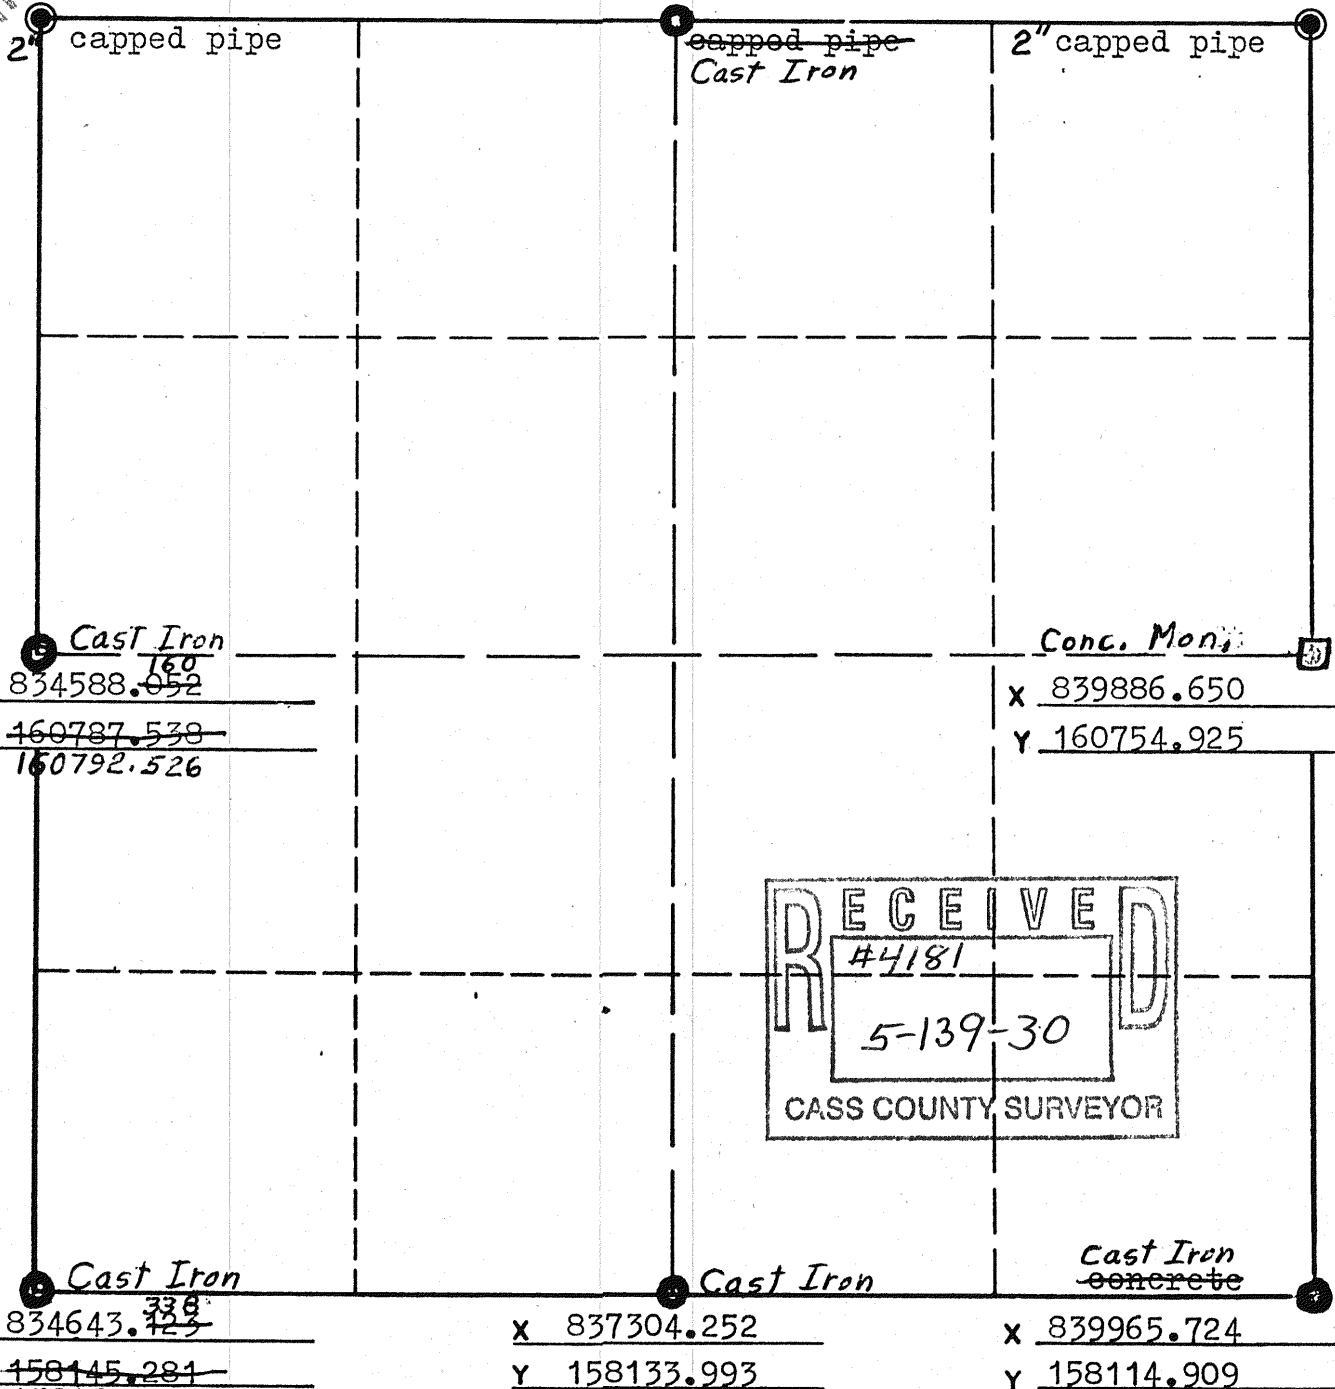 2" capped pipe
capped pipe
Cast Iron
2" capped pipe
Cast Iron
160
834588.052
160787.538
160792.526
Conc. Mon.
X 839886.650
Y 160754.925
RECEIVED
#4181
5-139-30
CASS COUNTY SURVEYOR
Cast Iron
338
834643.123
158145.281
Cast Iron
X 837304.252
Y 158133.993
Cast Iron
concrete
X 839965.724
Y 158114.909